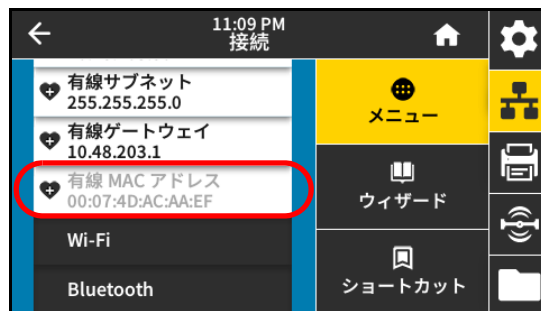 11:09 PM
接続
有線サブネット
255.255.255.0
有線ゲートウェイ
10.48.203.1
有線 MAC アドレス
00:07:4D:AC:AA:EF
Wi-Fi
Bluetooth
メニュー
ウィザード
ショートカット